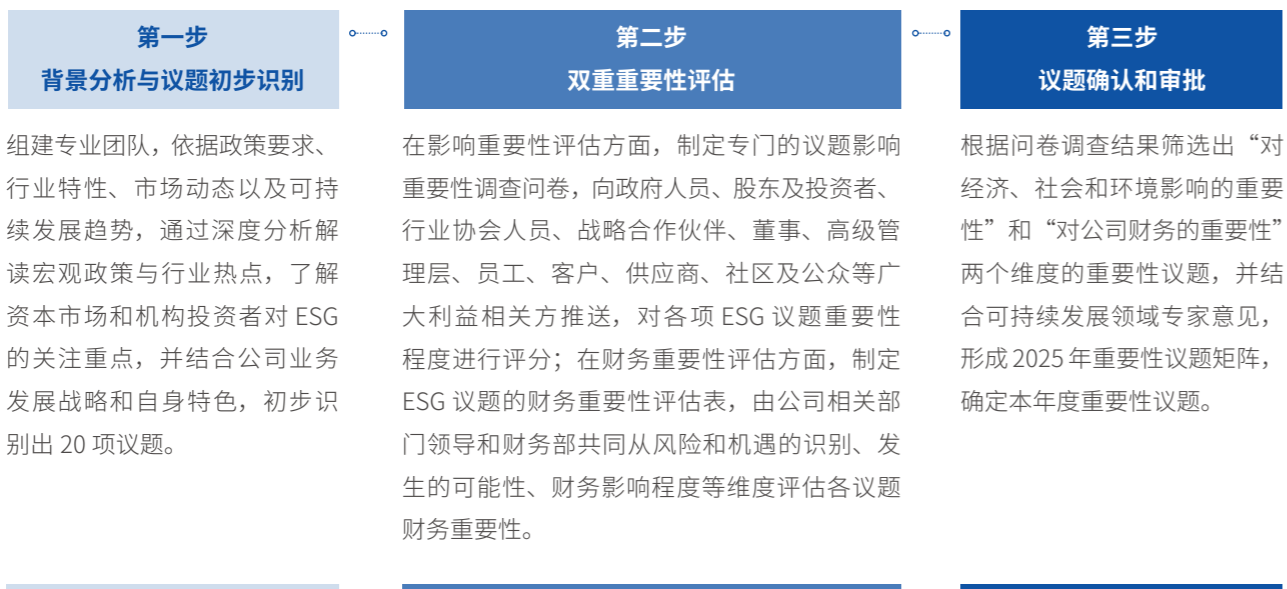 第一步
背景分析与议题初步识别
组建专业团队，依据政策要求、
行业特性、市场动态以及可持
续发展趋势，通过深度分析解
读宏观政策与行业热点，了解
资本市场和机构投资者对 ESG
的关注重点，并结合公司业务
发展战略和自身特色，初步识
别出 20 项议题。
第二步
双重重要性评估
在影响重要性评估方面，制定专门的议题影响
重要性调查问卷，向政府人员、股东及投资者、
行业协会人员、战略合作伙伴、董事、高级管
理层、员工、客户、供应商、社区及公众等广
大利益相关方推送，对各项 ESG 议题重要性
程度进行评分；在财务重要性评估方面，制定
ESG 议题的财务重要性评估表，由公司相关部
门领导和财务部共同从风险和机遇的识别、发
生的可能性、财务影响程度等维度评估各议题
财务重要性。
第三步
议题确认和审批
根据问卷调查结果筛选出“对
经济、社会和环境影响的重要
性”和“对公司财务的重要性”
两个维度的重要性议题，并结
合可持续发展领域专家意见，
形成 2025 年重要性议题矩阵，
确定本年度重要性议题。